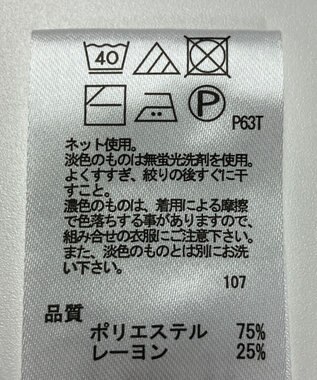 40
P
P63T
ネット使用。
淡色のものは無蛍光洗剤を使用。
よくすすぎ、絞りの後すぐに干
すこと。
濃色のものは、着用による摩擦
で色落ちする事がありますので、
組み合せの衣服にご注意下さい。
また、淡色のものとは別にお洗
い下さい。
107
品質
ポリエステル 75%
レーヨン 25%